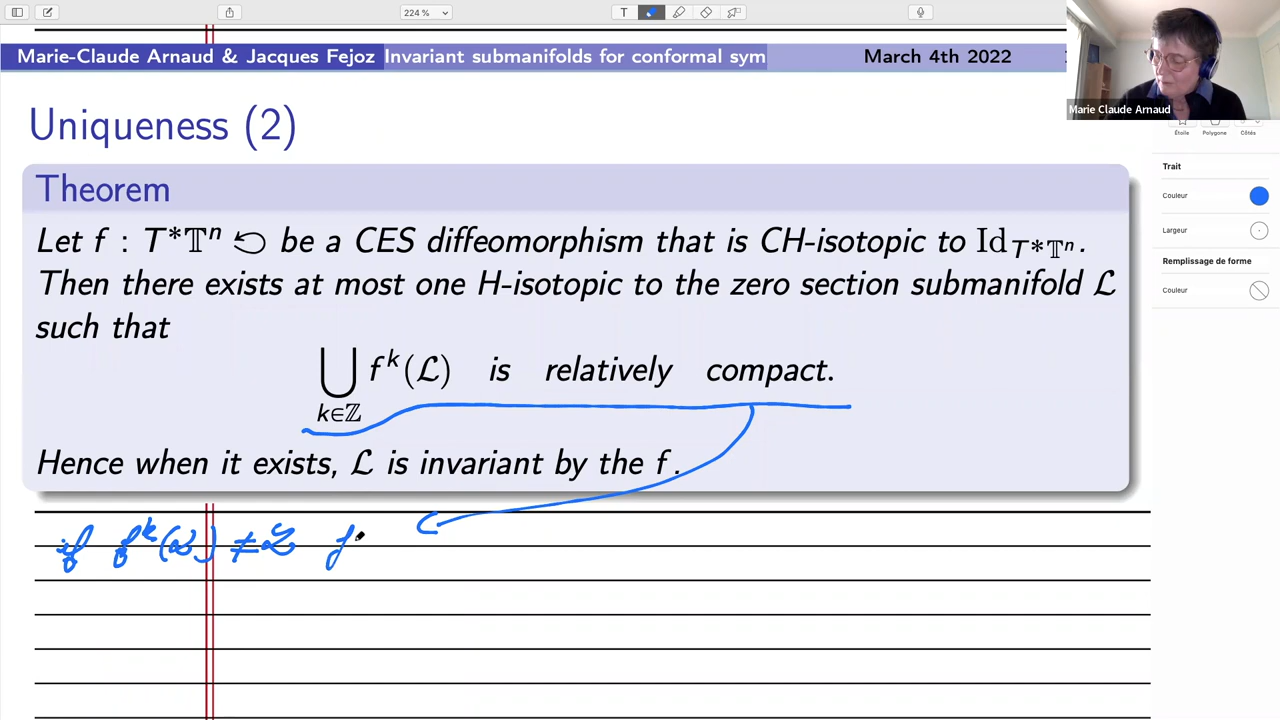 224 %
T
Marie-Claude Arnaud & Jacques Fejoz Invariant submanifolds for conformal sym March 4th 2022
Marie Claude Arnaud
Étoile Polygone Côtés
Trait
Couleur
Largeur
Remplissage de forme
Couleur
Uniqueness (2)
Theorem
Let f : T*𝕋ⁿ ↺ be a CES diffeomorphism that is CH-isotopic to Id_{T*𝕋ⁿ}.
Then there exists at most one H-isotopic to the zero section submanifold ℒ
such that
⋃_{k∈ℤ} f^k(ℒ) is relatively compact.
Hence when it exists, ℒ is invariant by the f.
if f^k(ℒ) ≠ ℒ f